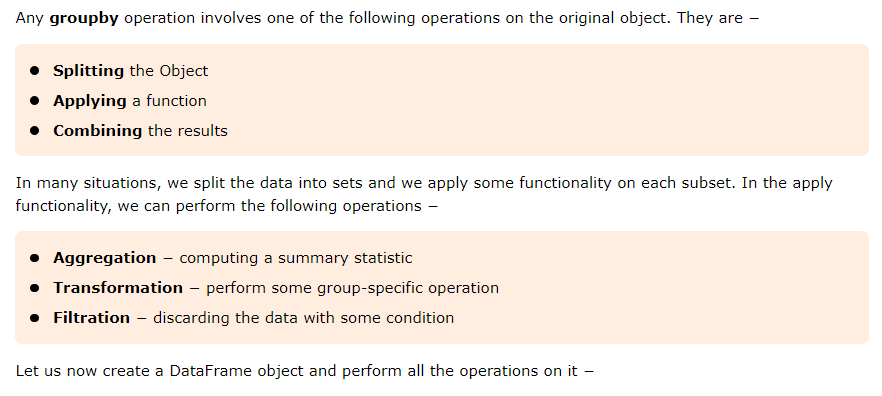 Any groupby operation involves one of the following operations on the original object. They are −
● Splitting the Object
● Applying a function
● Combining the results
In many situations, we split the data into sets and we apply some functionality on each subset. In the apply
functionality, we can perform the following operations −
● Aggregation − computing a summary statistic
● Transformation − perform some group-specific operation
● Filtration − discarding the data with some condition
Let us now create a DataFrame object and perform all the operations on it −